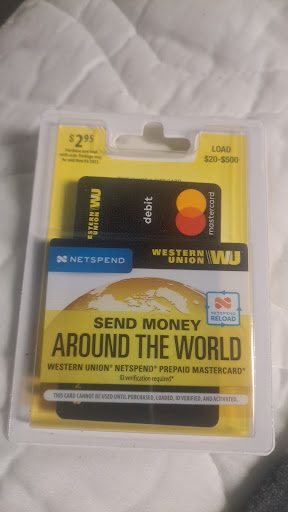 $2.95
LOAD
$20-$500
WESTERN
UNION WU
debit
mastercard
NETSPEND
WESTERN
UNION WU
NETSPEND
RELOAD
SEND MONEY
AROUND THE WORLD
WESTERN UNION® NETSPEND® PREPAID MASTERCARD®
ID verification required*
THIS CARD CANNOT BE USED UNTIL PURCHASED, LOADED, ID VERIFIED, AND ACTIVATED.